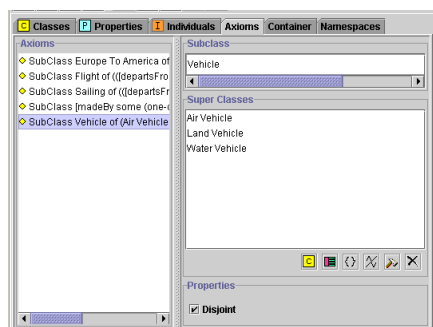 C Classes P Properties I Individuals Axioms Container Namespaces
Axioms
SubClass Europe To America of
SubClass Flight of (([departsFro
SubClass Sailing of (([departsFr
SubClass [madeBy some (one-
SubClass Vehicle of (Air Vehicle
Subclass
Vehicle
Super Classes
Air Vehicle
Land Vehicle
Water Vehicle
C {}
Properties
Disjoint